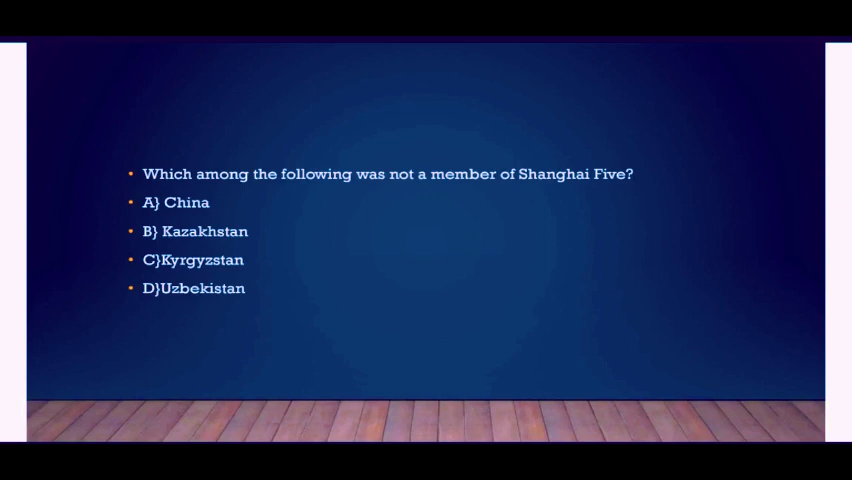 • Which among the following was not a member of Shanghai Five?
• A} China
• B} Kazakhstan
• C}Kyrgyzstan
• D}Uzbekistan